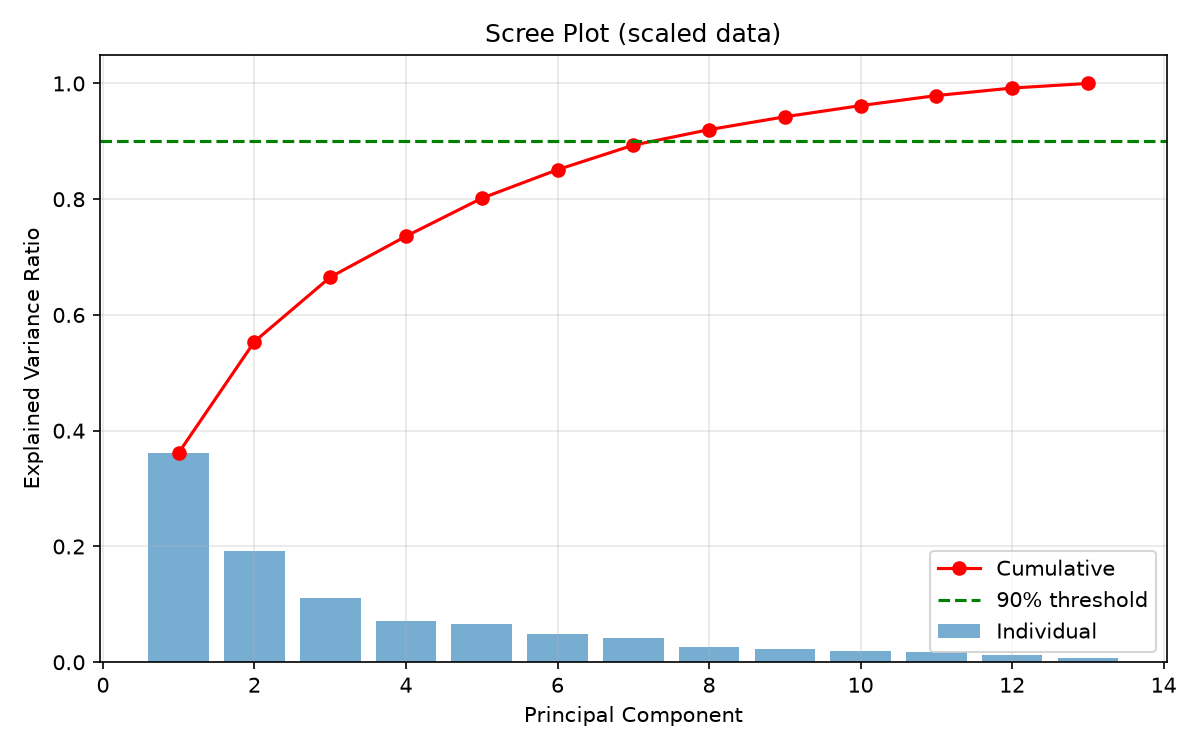 Scree Plot (scaled data)
1.0
0.8
0.6
0.4
0.2
0.0
Explained Variance Ratio
Cumulative
90% threshold
Individual
0 2 4 6 8 10 12 14
Principal Component